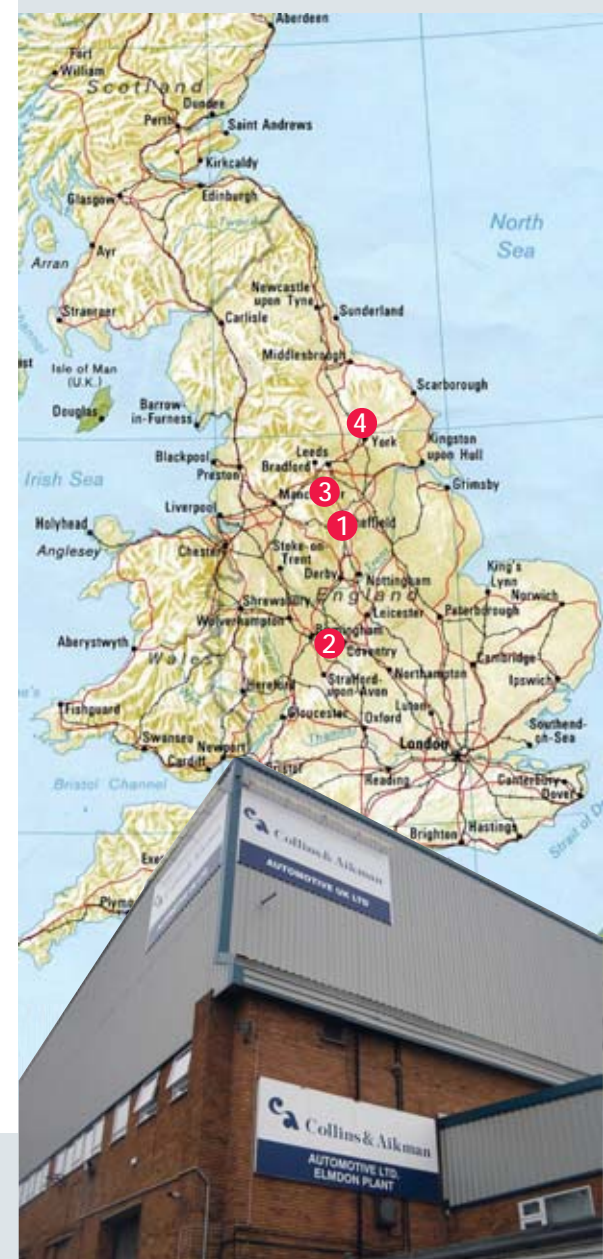 Aberdeen
Fort
William
Scotland
Dundee
Perth
Saint Andrews
Kirkcaldy
Glasgow
Edinburgh
North
Sea
Ayr
Arran
Newcastle
upon Tyne
Stranraer
Carlisle
Sunderland
Middlesbrough
Isle of Man
(U.K.)
Scarborough
Douglas
Barrow-
in-Furness
4
York
Leeds
Kingston
upon Hull
Blackpool
Bradford
Preston
Irish Sea
3
Grimsby
Liverpool
Holyhead
1
Anglesey
Chester
Stoke-on-
Trent
King's
Lynn
Derby
Nottingham
England
Norwich
Shrewsbury
Leicester
Peterborough
Wolverhampton
2
Aberystwyth
Coventry
Wales
Cambridge
Hereford
Stratford-
upon-Avon
Northampton
Ipswich
Fishguard
Luton
Gloucester
Oxford
Southend-
on-Sea
Swansea
Newport
London
Cardiff
Reading
Canterbury
Bristol Channel
Dover
Brighton
Hastings
Collins & Aikman
AUTOMOTIVE UK LTD
Collins & Aikman
AUTOMOTIVE LTD.
ELMDON PLANT